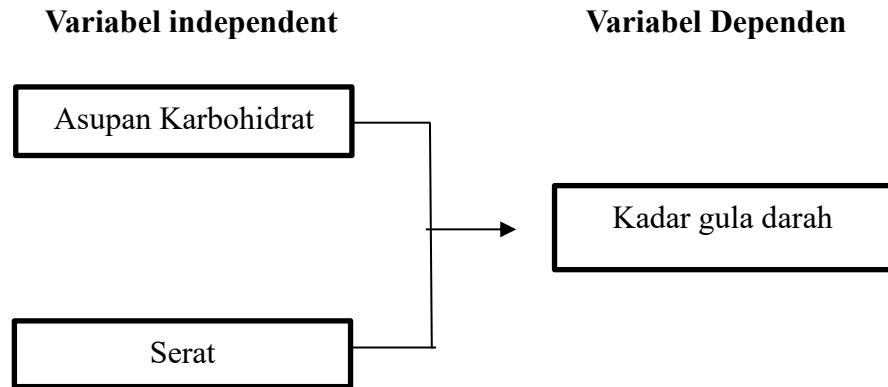 Variabel independent
Variabel Dependen
Asupan Karbohidrat
Kadar gula darah
Serat